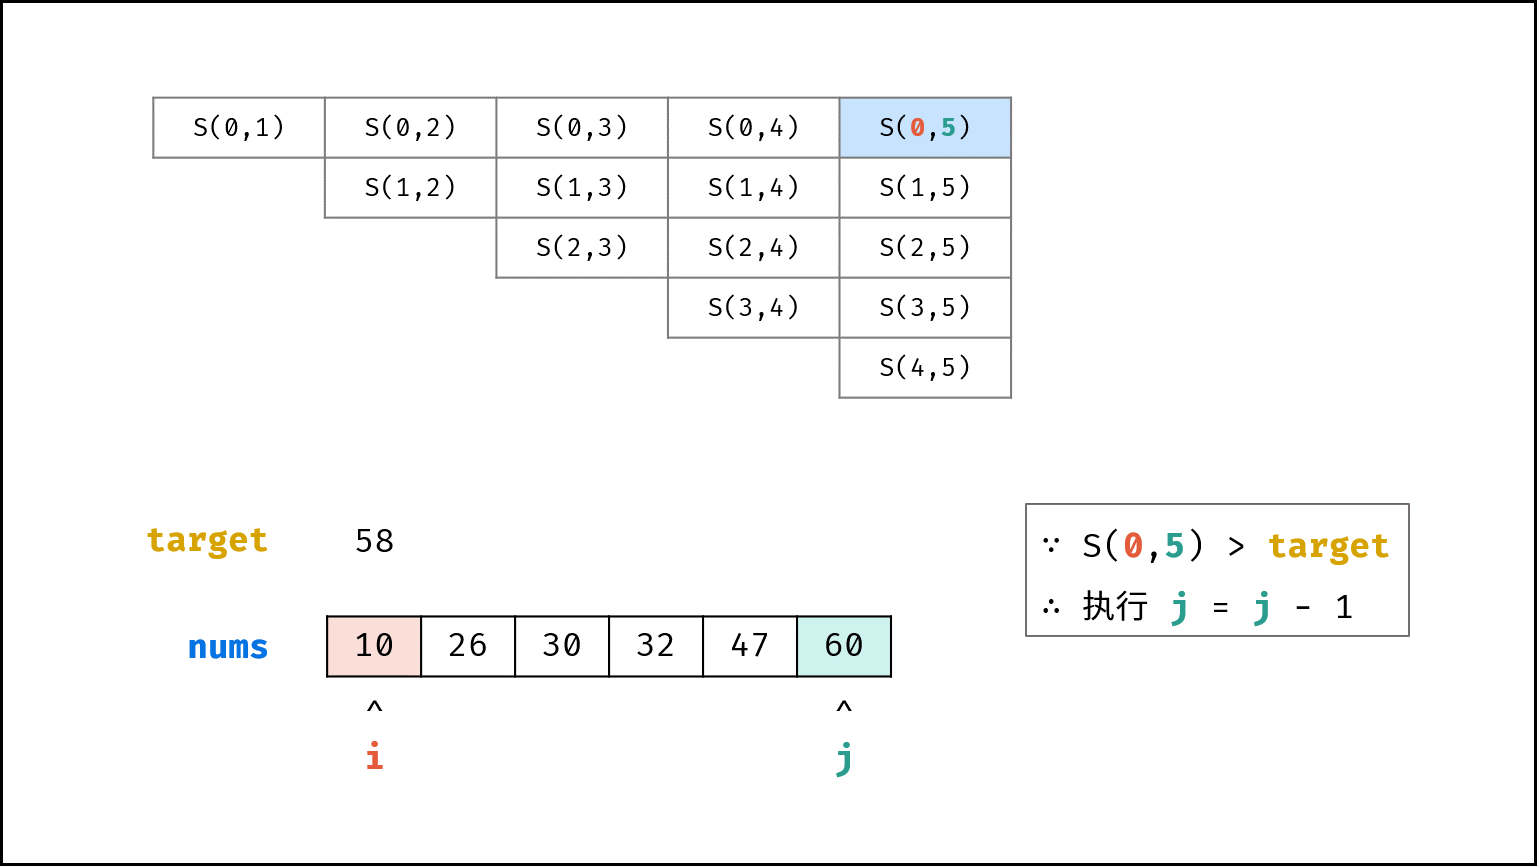 S(0,1) S(0,2) S(0,3) S(0,4) S(0,5)
S(1,2) S(1,3) S(1,4) S(1,5)
S(2,3) S(2,4) S(2,5)
S(3,4) S(3,5)
S(4,5)
target 58
∵ S(0,5) > target
∴ 执行 j = j - 1
nums 10 26 30 32 47 60
^ ^
i j